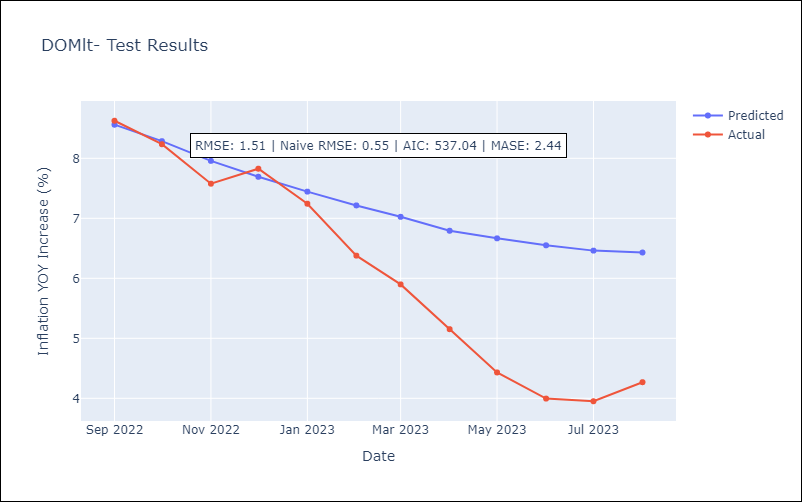 DOMlt- Test Results
Predicted
Actual
RMSE: 1.51 | Naive RMSE: 0.55 | AIC: 537.04 | MASE: 2.44
Inflation YOY Increase (%)
8
7
6
5
4
Sep 2022 Nov 2022 Jan 2023 Mar 2023 May 2023 Jul 2023
Date